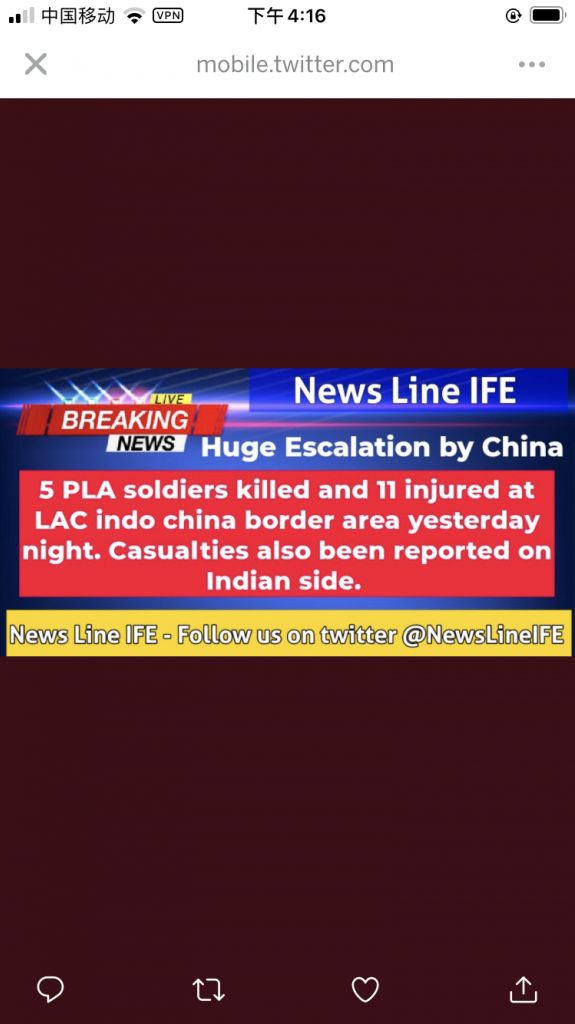 中国移动 VPN 下午 4:16
mobile.twitter.com
News Line IFE
LIVE
BREAKING
NEWS
Huge Escalation by China
5 PLA soldiers killed and 11 injured at
LAC indo china border area yesterday
night. Casualties also been reported on
Indian side.
News Line IFE - Follow us on twitter @NewsLineIFE